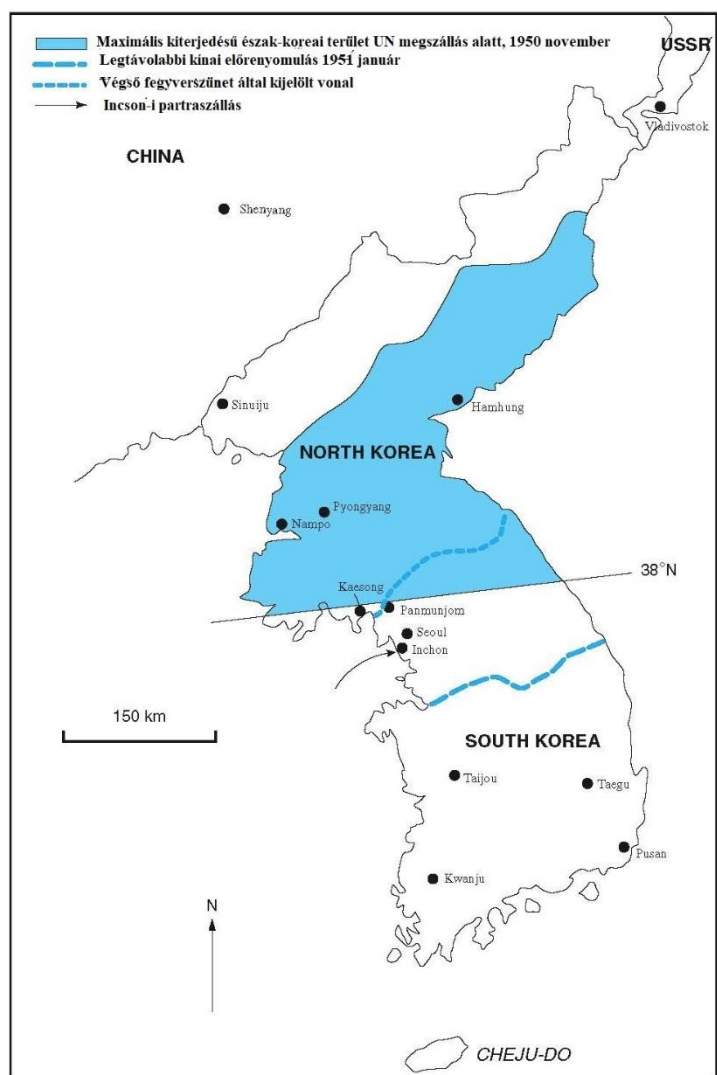 Maximális kiterjedésű észak-koreai terület UN megszállás alatt, 1950 november
Legtávolabbi kinai előrenyomulás 1951 január
Végső fegyverszünet által kijelölt vonal
Incson-i partraszállás
USSR
Vladivostok
CHINA
Shenyang
Sinuiju
Hamhung
NORTH KOREA
Pyongyang
Nampo
38°N
Kaesong
Panmunjom
Seoul
Inchon
150 km
SOUTH KOREA
Taijou
Taegu
Pusan
Kwanju
N
CHEJU-DO